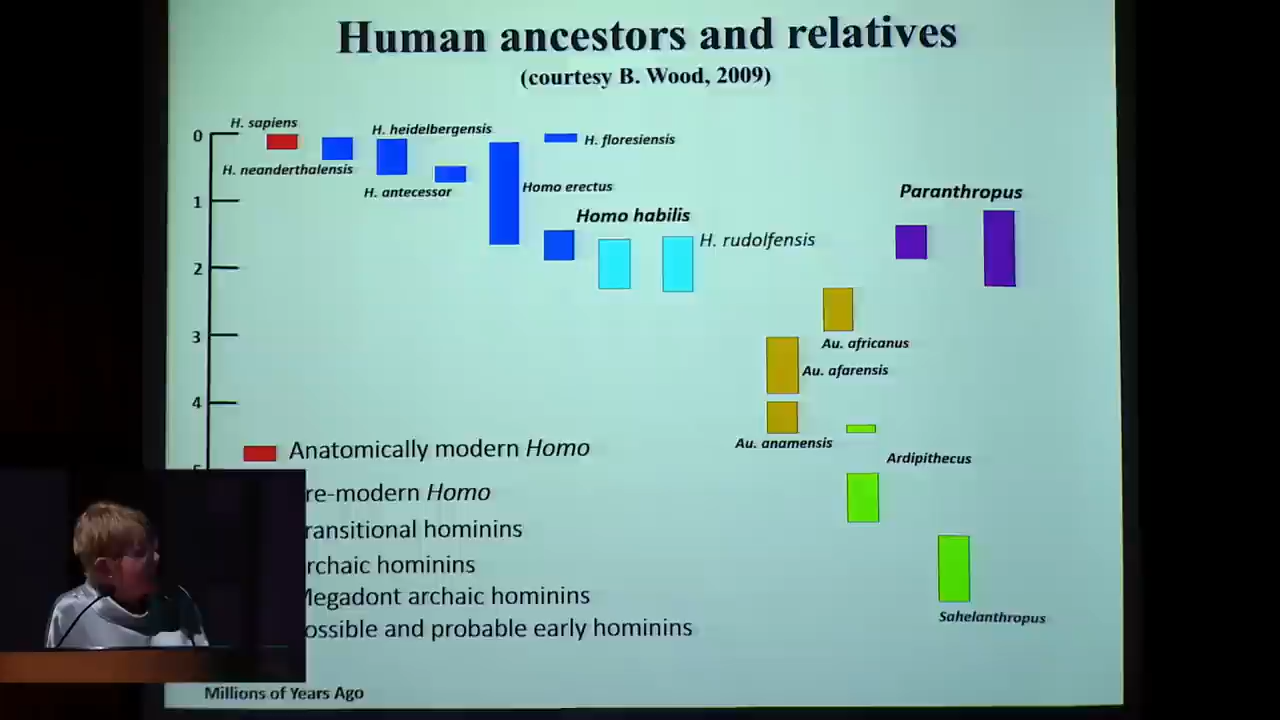 Human ancestors and relatives
(courtesy B. Wood, 2009)
H. sapiens
H. heidelbergensis
0
H. floresiensis
H. neanderthalensis
H. antecessor
Homo erectus
Paranthropus
1
Homo habilis
H. rudolfensis
2
3
Au. africanus
Au. afarensis
4
Au. anamensis
Anatomically modern Homo
Ardipithecus
re-modern Homo
ransitional hominins
rchaic hominins
Megadont archaic hominins
ossible and probable early hominins
Sahelanthropus
Millions of Years Ago